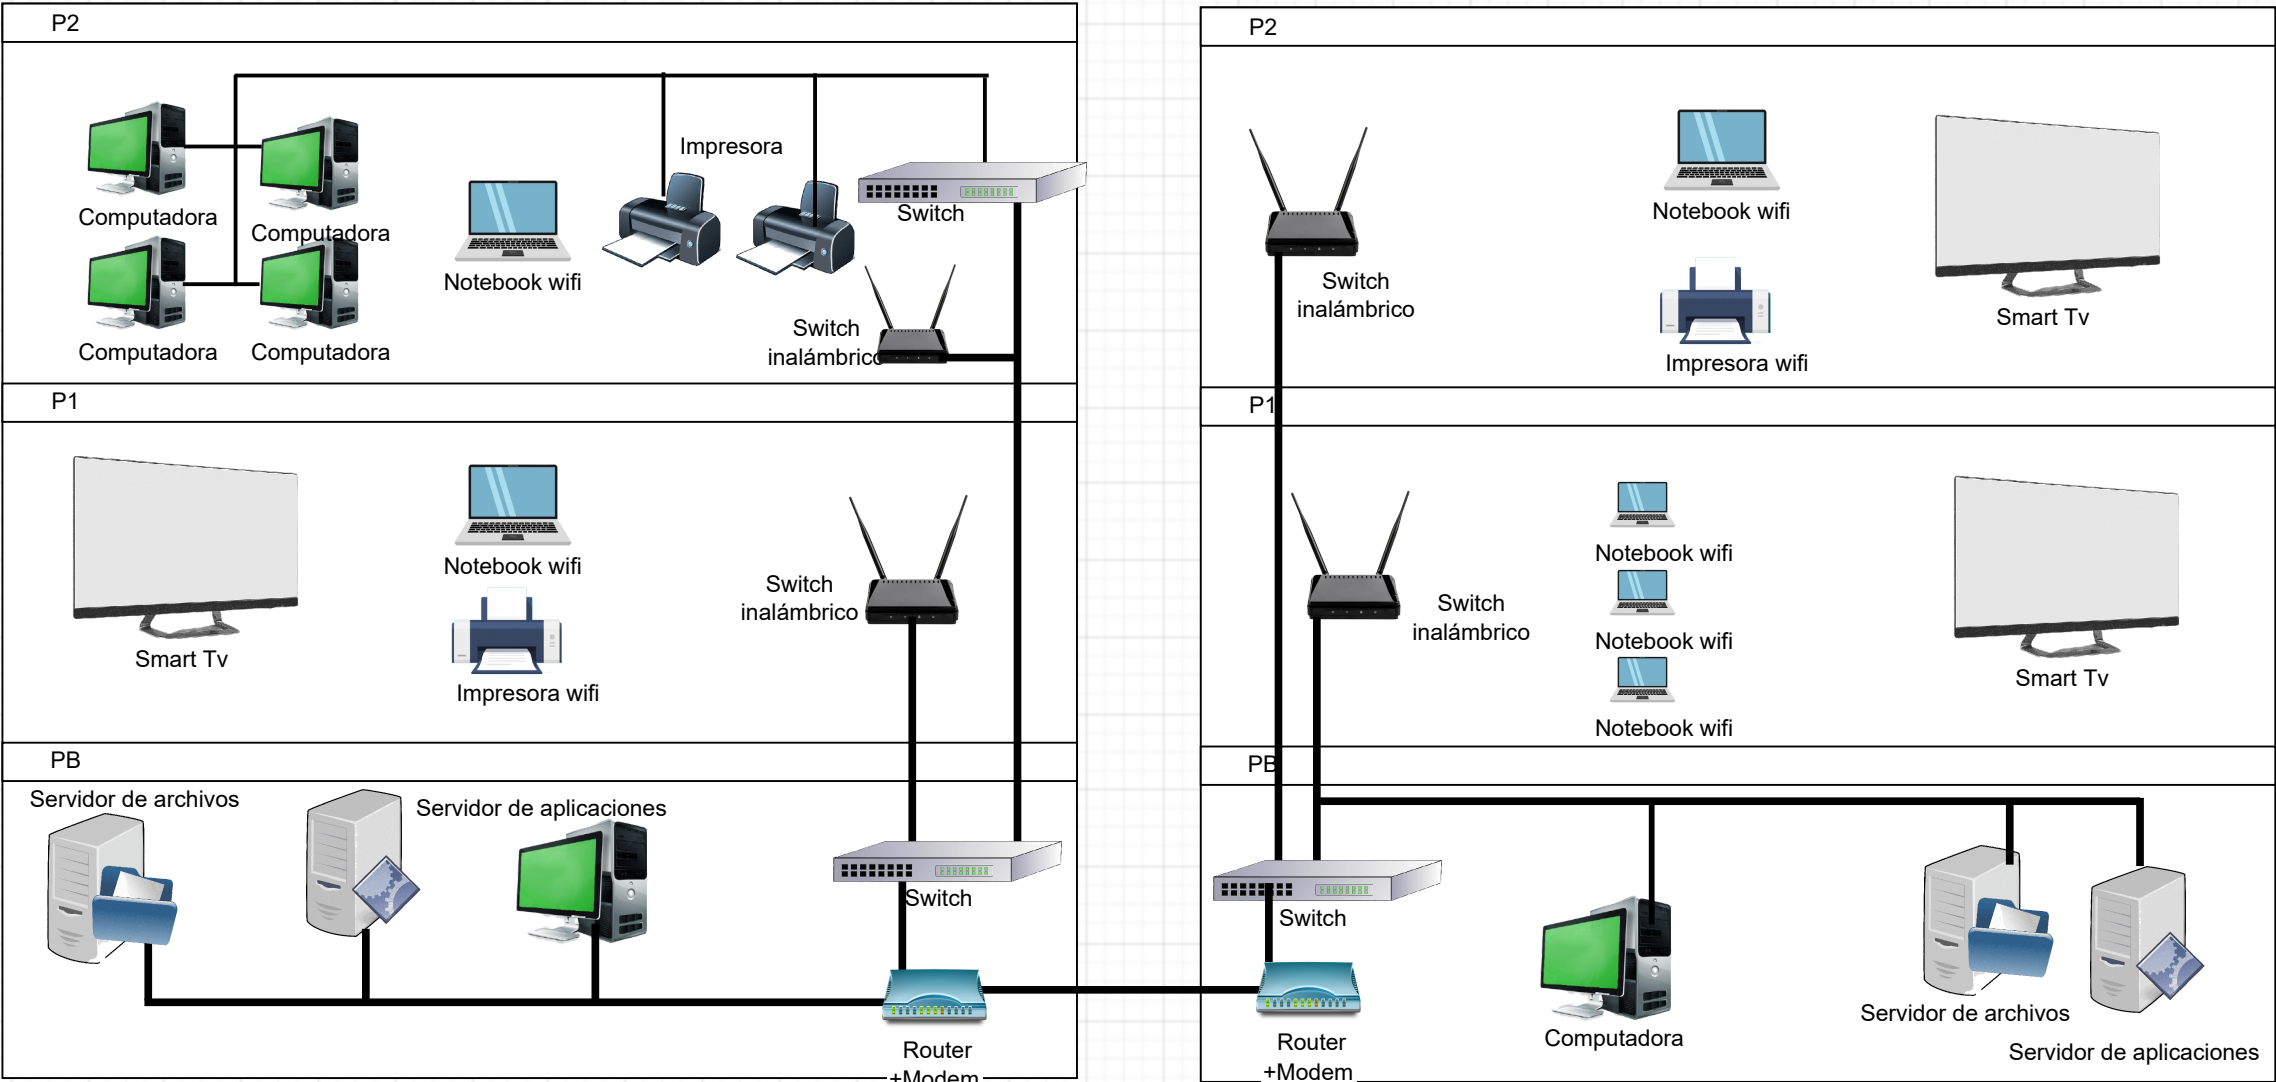 P2
Impresora
Switch
Computadora
Computadora
Notebook wifi
Switch
inalámbrico
Computadora
Computadora
P1
Notebook wifi
Switch
inalámbrico
Smart Tv
Impresora wifi
PB
Servidor de archivos
Servidor de aplicaciones
Switch
Router
+Modem
P2
Notebook wifi
Switch
inalámbrico
Smart Tv
Impresora wifi
P1
Notebook wifi
Switch
inalámbrico
Notebook wifi
Smart Tv
Notebook wifi
PB
Switch
Servidor de archivos
Computadora
Router
+Modem
Servidor de aplicaciones